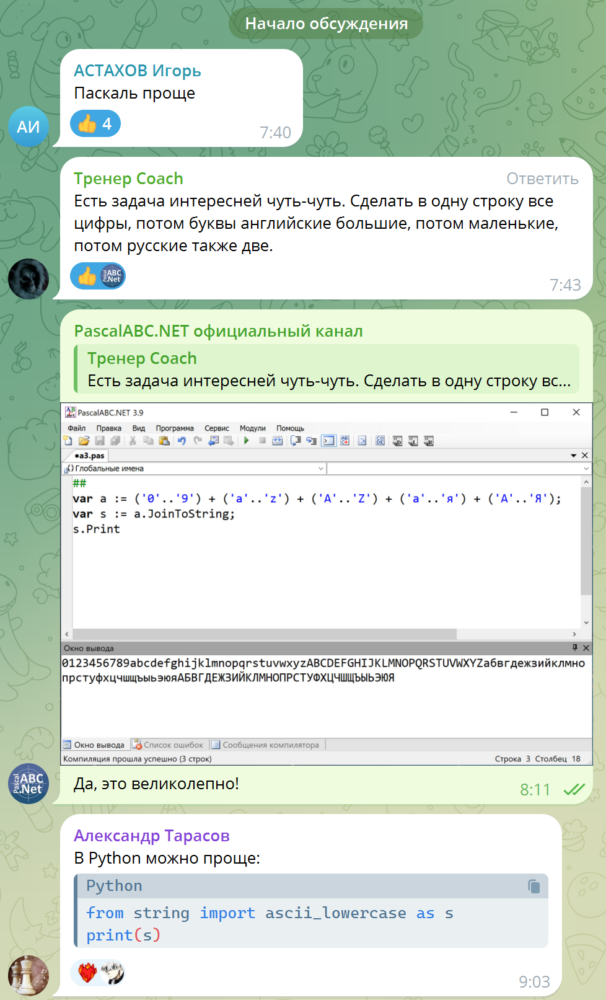 Начало обсуждения
АСТАХОВ Игорь
Паскаль проще
4
7:40
АИ
Тренер Coach
Ответить
Есть задача интересней чуть-чуть. Сделать в одну строку все
цифры, потом буквы английские большие, потом маленькие,
потом русские также две.
7:43
PascalABC.NET официальный канал
Тренер Coach
Есть задача интересней чуть-чуть. Сделать в одну строку вс...
PascalABC.NET 3.9
Файл Правка Вид Программа Сервис Модули Помощь
●a3.pas
Глобальные имена
##
var a := ('0'..'9') + ('a'..'z') + ('A'..'Z') + ('а'..'я') + ('А'..'Я');
var s := a.JoinToString;
s.Print
Окно вывода
0123456789abcdefghijklmnopqrstuvwxyzABCDEFGHIJKLMNOPQRSTUVWXYZабвгдежзийклмно
прстуфхцчшщъыьэюяАБВГДЕЖЗИЙКЛМНОПРСТУФХЦЧШЩЪЫЬЭЮЯ
Окно вывода Список ошибок Сообщения компилятора
Компиляция прошла успешно (3 строк) Строка 3 Столбец 18
Pascal ABC .Net
Да, это великолепно!
8:11
Александр Тарасов
В Python можно проще:
Python
from string import ascii_lowercase as s
print(s)
9:03